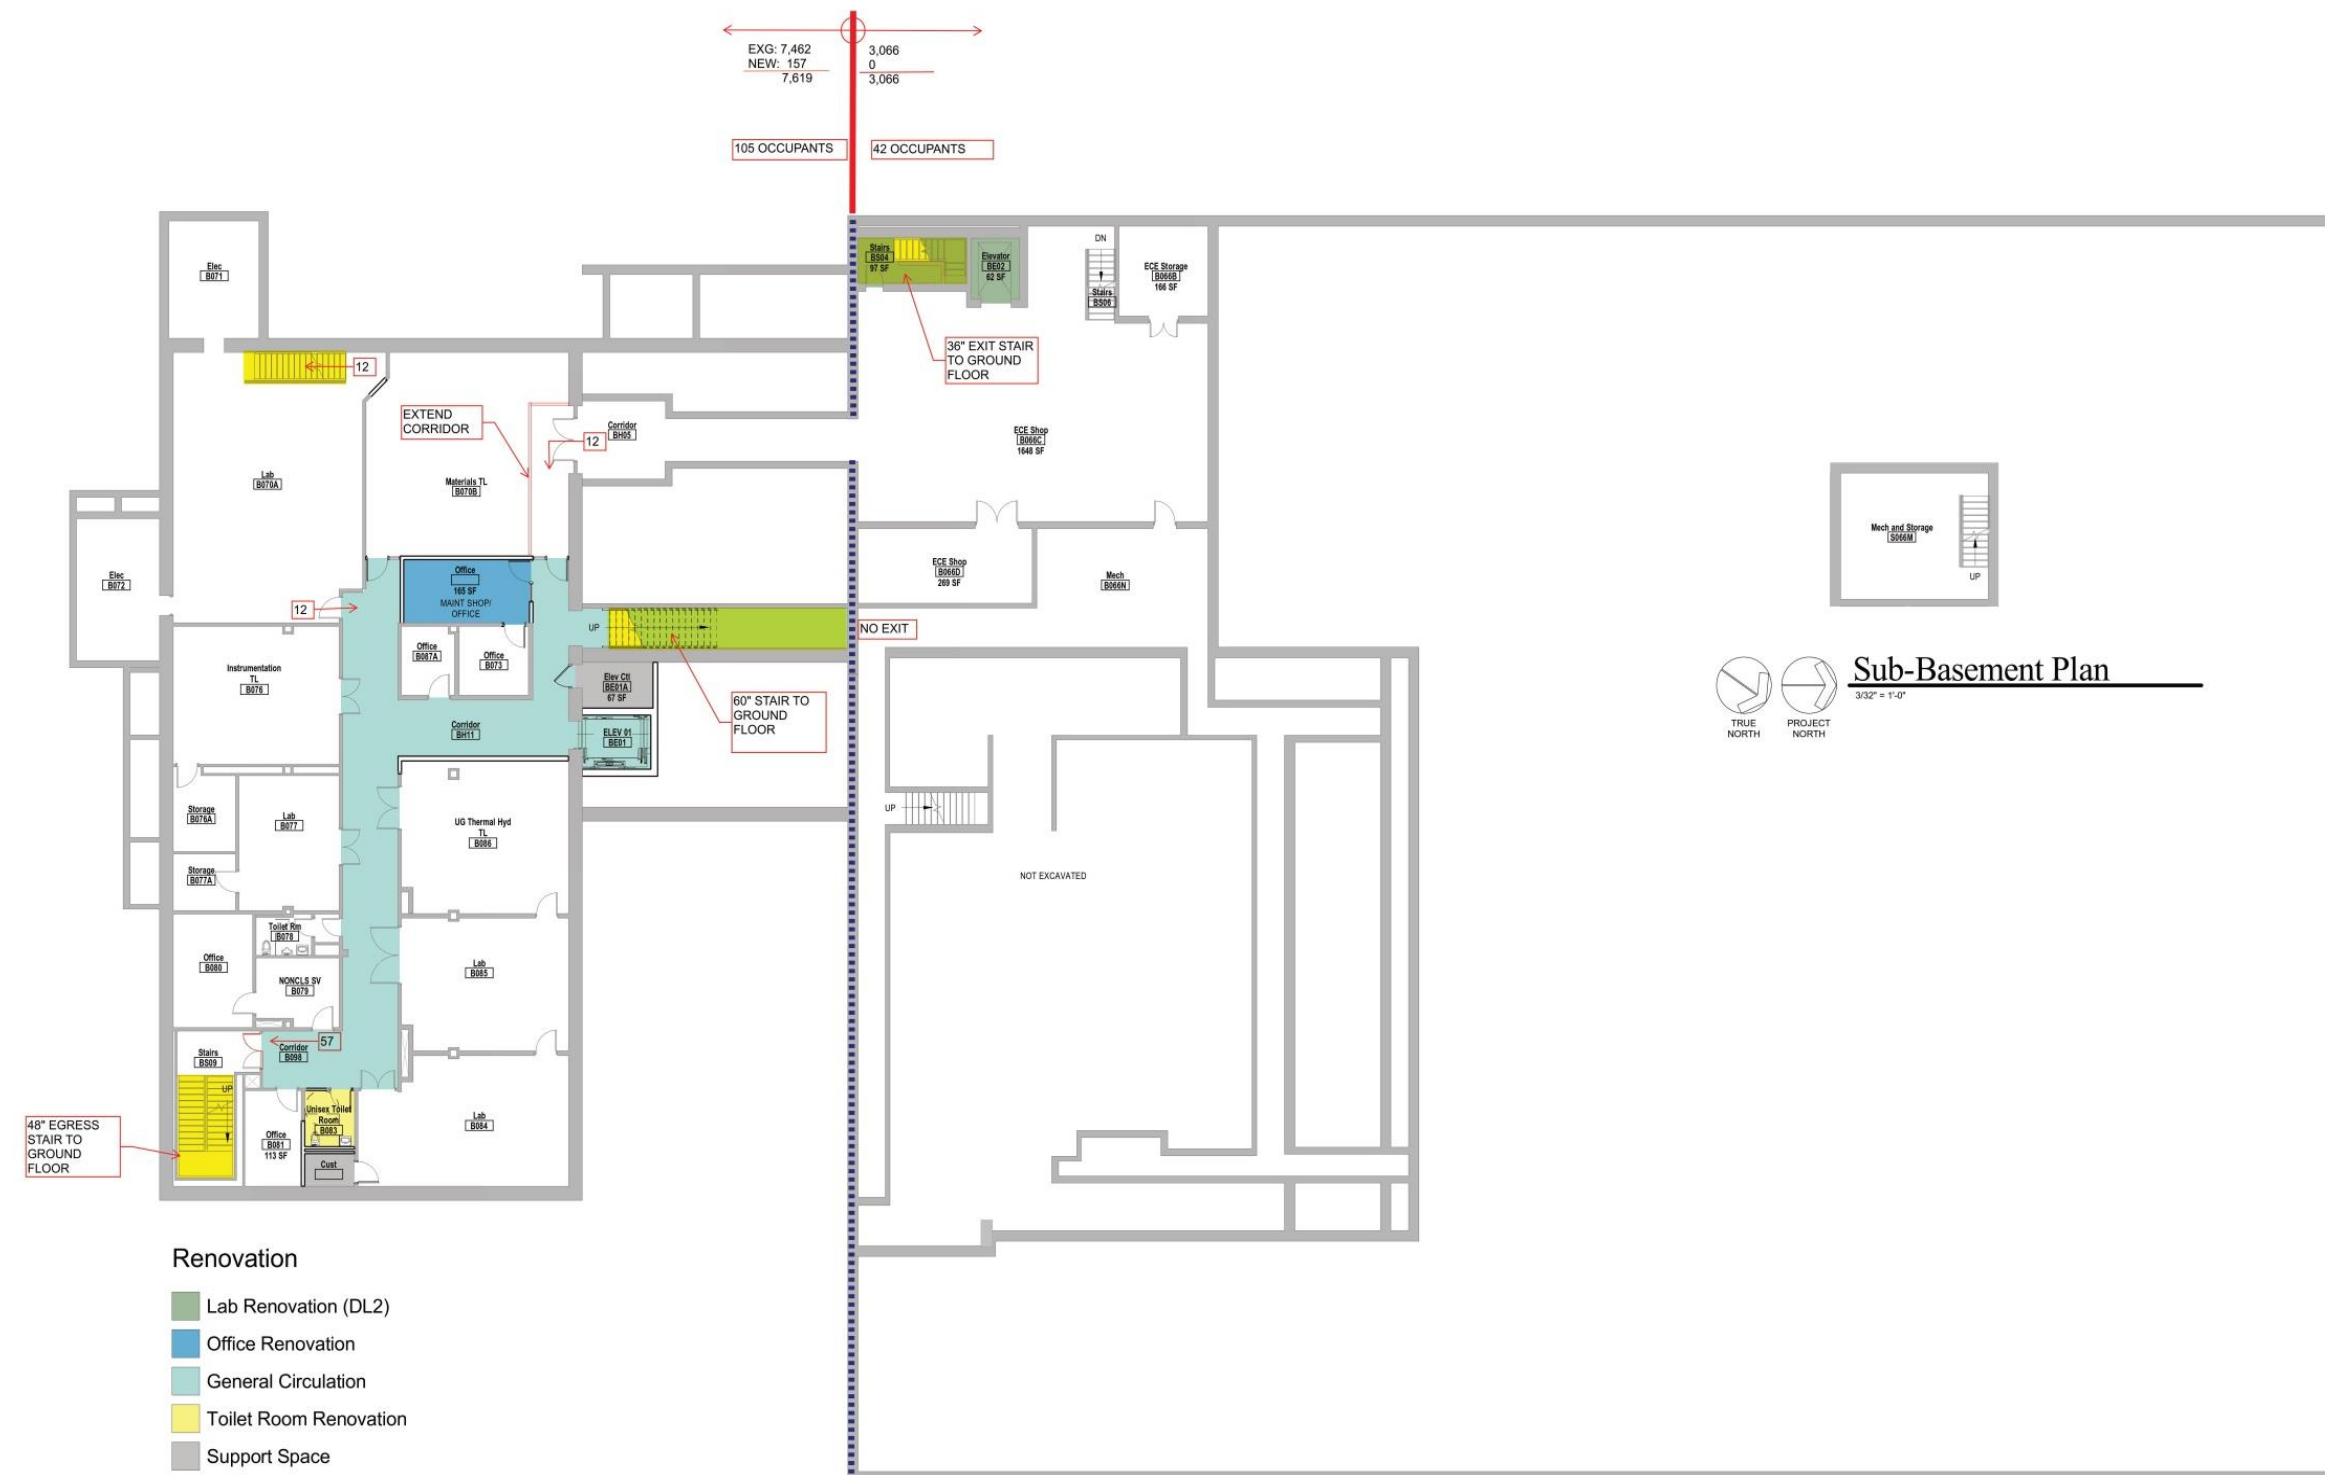 EXG: 7,462
NEW: 157
7,619
3,066
0
3,066
105 OCCUPANTS
42 OCCUPANTS
Elec
B071
12
EXTEND
CORRIDOR
12
Corridor
BH05
Stairs
BS04
97 SF
Elevator
BE02
62 SF
DN
Stairs
BS06
ECE Storage
B066B
166 SF
36" EXIT STAIR
TO GROUND
FLOOR
ECE Shop
B066C
1648 SF
Lab
B070A
Materials TL
B070B
Elec
B072
12
Office
165 SF
MAINT SHOP/
OFFICE
ECE Shop
B066D
269 SF
Mech
B066N
Mech and Storage
S066M
UP
UP
NO EXIT
Office
B087A
Office
B073
Instrumentation
TL
B076
Elev Ctl
BE01A
67 SF
60" STAIR TO
GROUND
FLOOR
Corridor
BH11
ELEV 01
BE01
TRUE
NORTH
PROJECT
NORTH
Sub-Basement Plan
3/32" = 1'-0"
Storage
B076A
Lab
B077
UG Thermal Hyd
TL
B086
UP
NOT EXCAVATED
Storage
B077A
Toilet Rm
B078
Office
B080
NONCLS SV
B079
Lab
B085
57
Corridor
B098
Stairs
BS09
UP
48" EGRESS
STAIR TO
GROUND
FLOOR
Office
B081
113 SF
Unisex Toilet
Room
B083
Cust
Lab
B084
Renovation
Lab Renovation (DL2)
Office Renovation
General Circulation
Toilet Room Renovation
Support Space